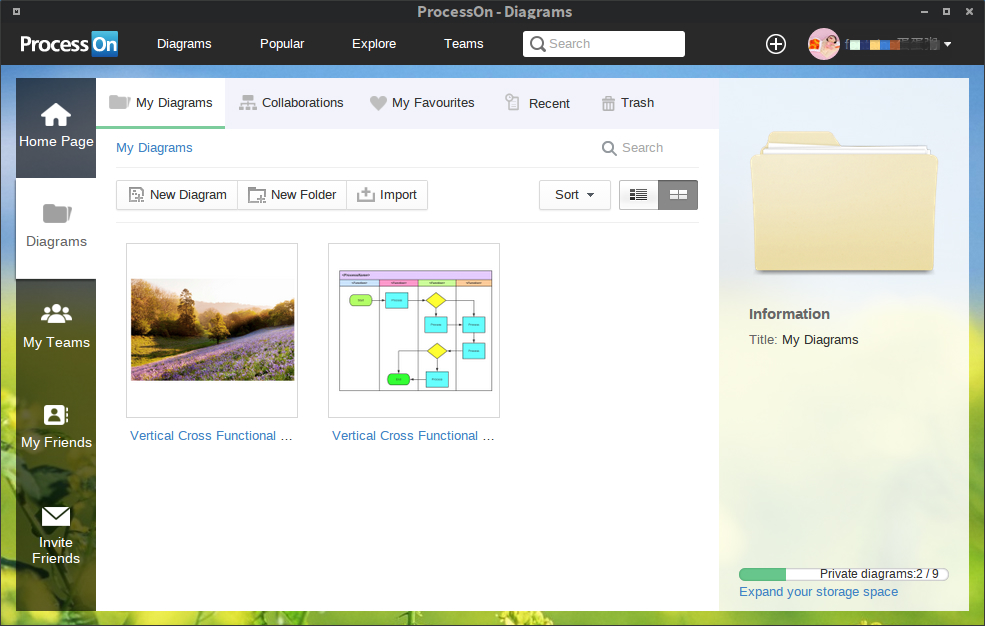 ProcessOn - Diagrams
ProcessOn
Diagrams
Popular
Explore
Teams
Search
Home Page
Diagrams
My Teams
My Friends
Invite
Friends
My Diagrams
Collaborations
My Favourites
Recent
Trash
My Diagrams
Search
New Diagram
New Folder
Import
Sort
Vertical Cross Functional ...
Vertical Cross Functional ...
Information
Title: My Diagrams
Private diagrams:2 / 9
Expand your storage space